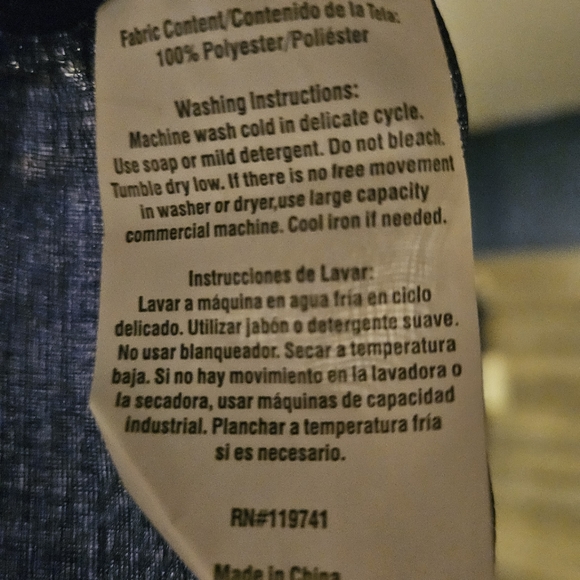 Fabric Content/Contenido de la Tela:
100% Polyester/Poliéster
Washing Instructions:
Machine wash cold in delicate cycle.
Use soap or mild detergent. Do not bleach.
Tumble dry low. If there is no free movement
in washer or dryer,use large capacity
commercial machine. Cool iron if needed.
Instrucciones de Lavar:
Lavar a máquina en agua fría en ciclo
delicado. Utilizar jabón o detergente suave.
No usar blanqueador. Secar a temperatura
baja. Si no hay movimiento en la lavadora o
la secadora, usar máquinas de capacidad
industrial. Planchar a temperatura fría
si es necesario.
RN#119741
Made in China